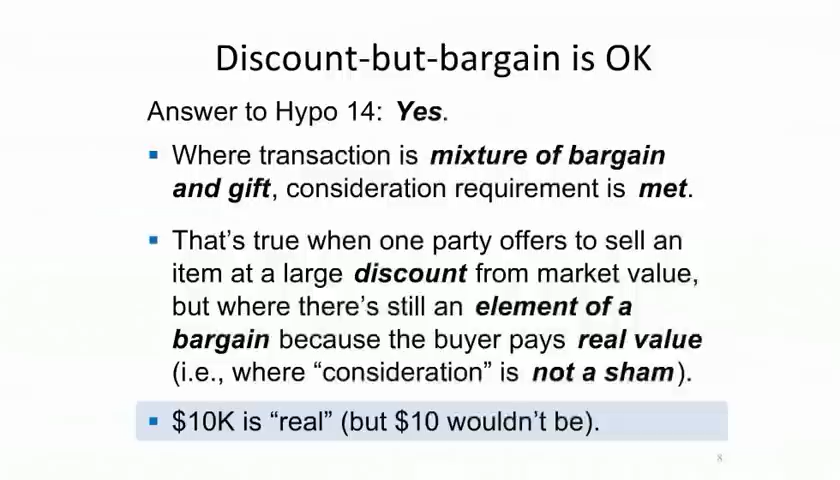 Discount-but-bargain is OK
Answer to Hypo 14: Yes.
▪ Where transaction is mixture of bargain
and gift, consideration requirement is met.
▪ That's true when one party offers to sell an
item at a large discount from market value,
but where there's still an element of a
bargain because the buyer pays real value
(i.e., where “consideration” is not a sham).
▪ $10K is “real” (but $10 wouldn't be).
8